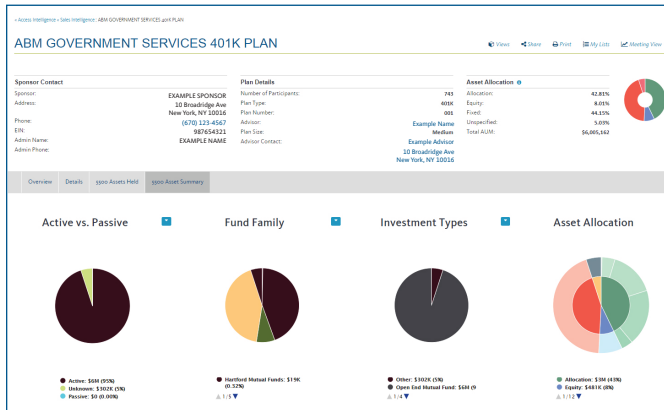 « Access Intelligence « Sales Intelligence : ABM GOVERNMENT SERVICES 401K PLAN
ABM GOVERNMENT SERVICES 401K PLAN
Views Share Print My Lists Meeting View
Sponsor Contact
Sponsor: EXAMPLE SPONSOR
Address: 10 Broadridge Ave
New York, NY 10016
Phone: (670) 123-4567
EIN: 987654321
Admin Name: EXAMPLE NAME
Admin Phone:
Plan Details
Number of Participants: 743
Plan Type: 401K
Plan Number: 001
Advisor: Example Name
Plan Size: Medium
Advisor Contact: Example Advisor
10 Broadridge Ave
New York, NY 10016
Asset Allocation
Allocation: 42.81%
Equity: 8.01%
Fixed: 44.15%
Unspecified: 5.03%
Total AUM: $6,005,162
Overview Details 5500 Assets Held 5500 Asset Summary
Active vs. Passive
Active: $6M (95%)
Unknown: $302K (5%)
Passive: $0 (0.00%)
Fund Family
Hartford Mutual Funds: $19K
(0.32%)
1/5
Investment Types
Other: $302K (5%)
Open End Mutual Fund: $6M (9
1/4
Asset Allocation
Allocation: $3M (43%)
Equity: $481K (8%)
1/12